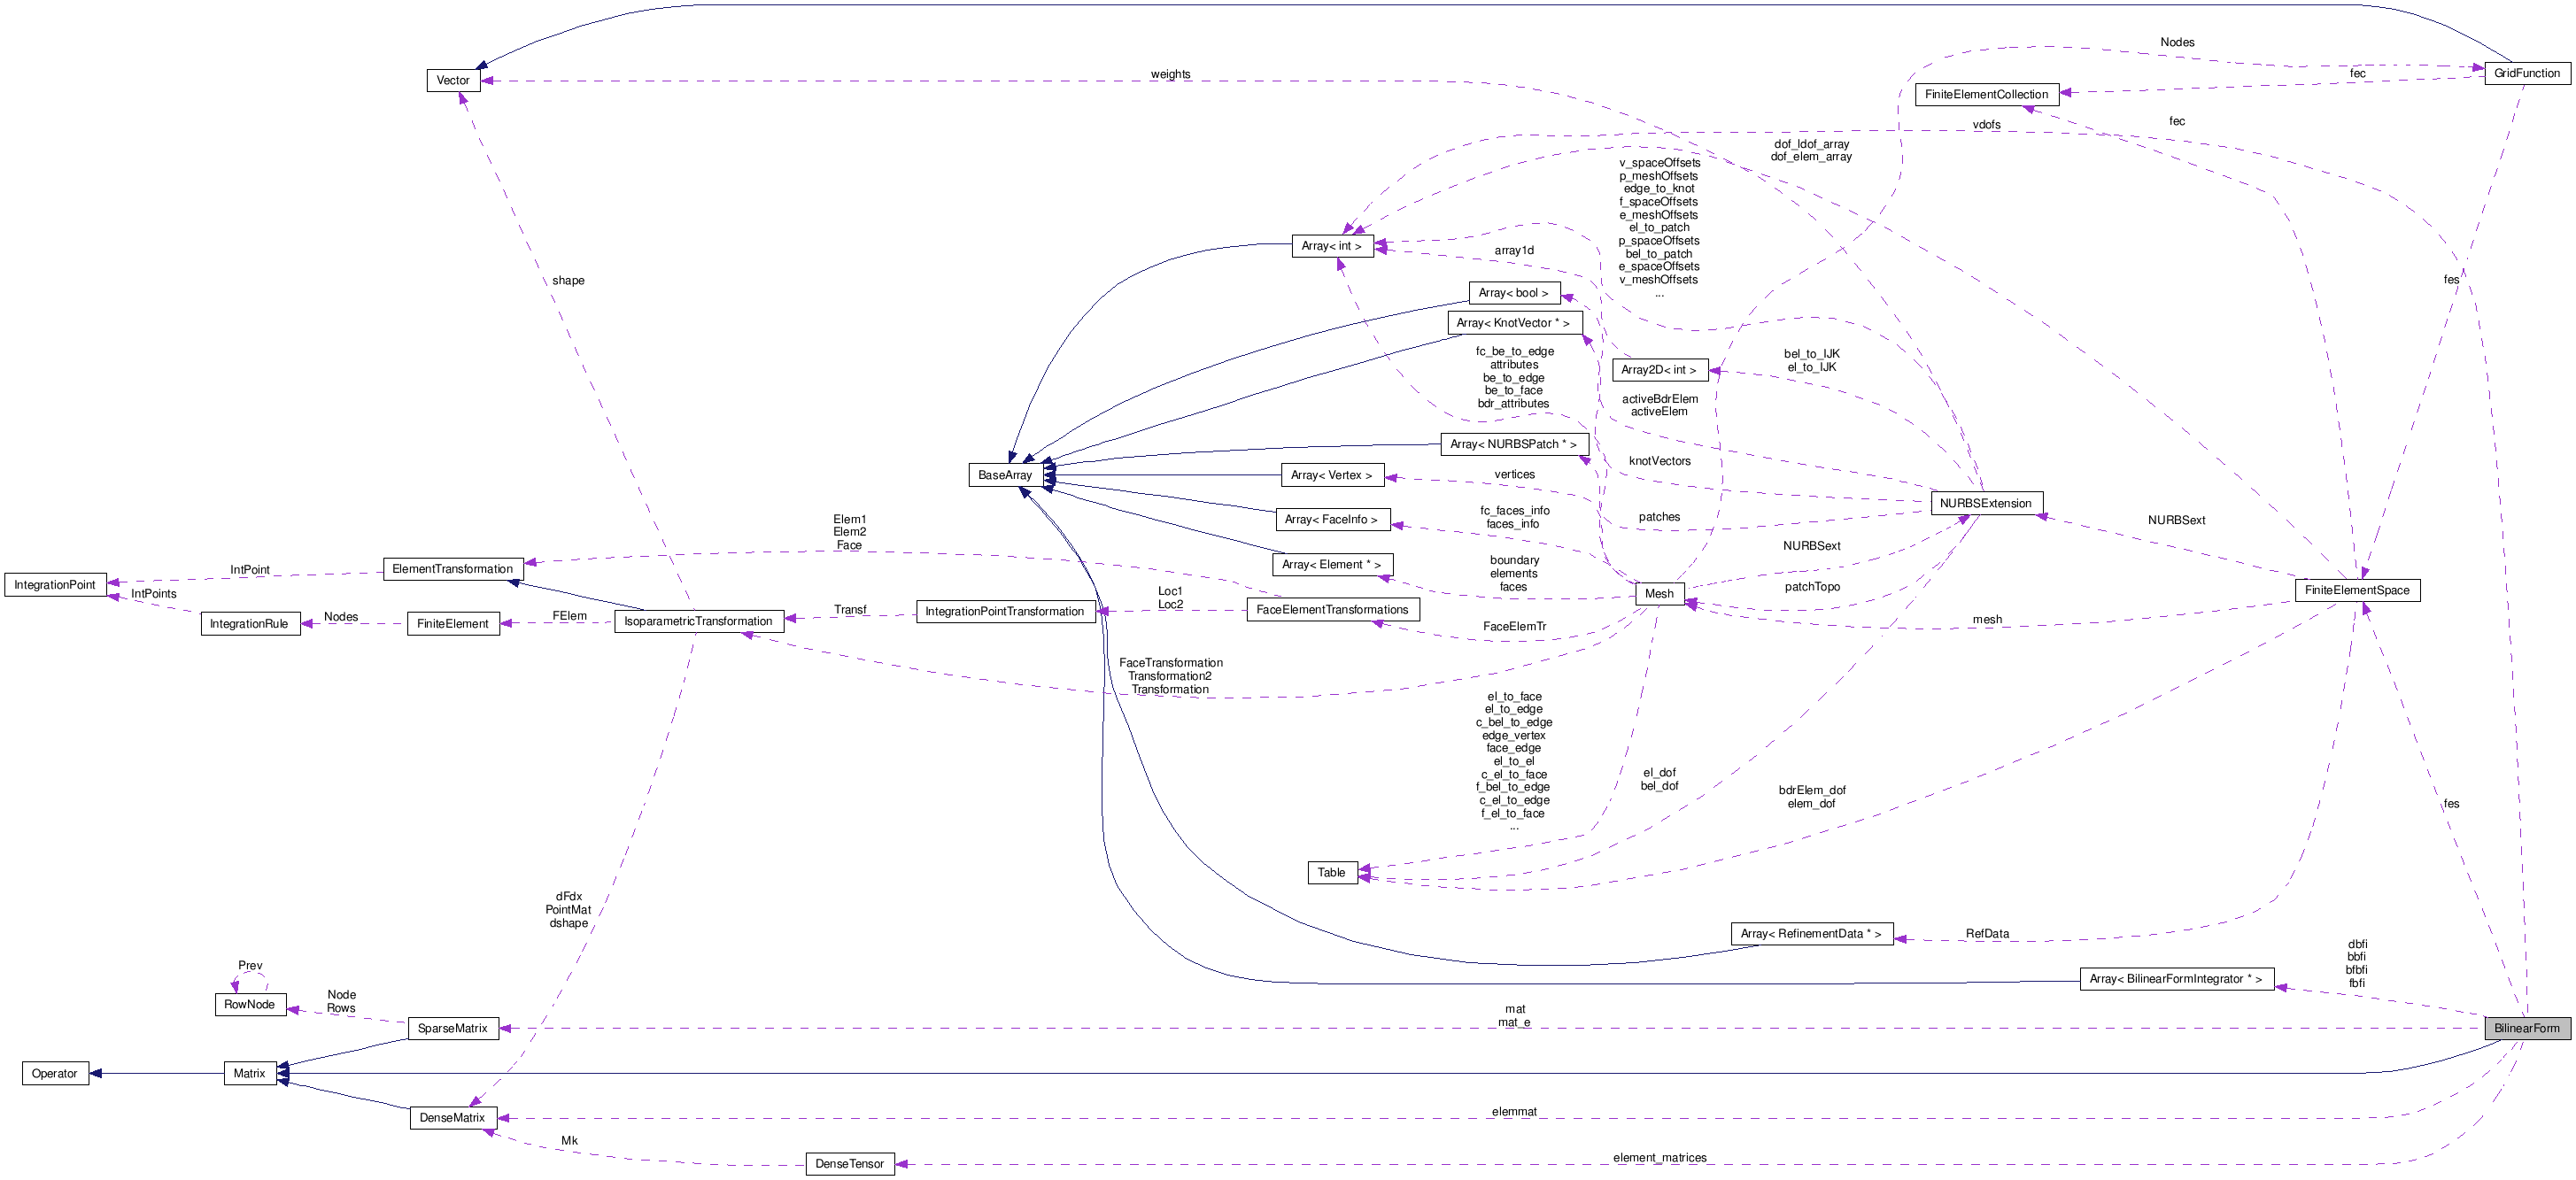 Nodes
GridFunction
Vector
weights
fec
FiniteElementCollection
vdofs
fec
dof_ldof_array
dof_elem_array
v_spaceOffsets
p_meshOffsets
edge_to_knot
f_spaceOffsets
e_meshOffsets
el_to_patch
p_spaceOffsets
bel_to_patch
e_spaceOffsets
v_meshOffsets
...
Array< int >
array1d
shape
fes
Array< bool >
Array< KnotVector * >
fc_be_to_edge
attributes
be_to_edge
be_to_face
bdr_attributes
Array2D< int >
bel_to_IJK
el_to_IJK
activeBdrElem
activeElem
Array< NURBSPatch * >
knotVectors
BaseArray
Array< Vertex >
vertices
NURBSExtension
Array< FaceInfo >
fc_faces_info
faces_info
patches
NURBSext
Elem1
Elem2
Face
NURBSext
ElementTransformation
IntPoint
IntegrationPoint
IntPoints
Array< Element * >
boundary
elements
faces
Mesh
patchTopo
FiniteElementSpace
IntegrationRule
Nodes
FiniteElement
FElem
IsoparametricTransformation
Transf
IntegrationPointTransformation
Loc1
Loc2
FaceElementTransformations
FaceElemTr
mesh
FaceTransformation
Transformation2
Transformation
el_to_face
el_to_edge
c_bel_to_edge
edge_vertex
face_edge
el_to_el
c_el_to_face
f_bel_to_edge
c_el_to_edge
f_el_to_face
...
el_dof
bel_dof
bdrElem_dof
elem_dof
fes
Table
dFdx
PointMat
dshape
Array< RefinementData * >
RefData
dbfi
bbfi
bfbfi
fbfi
Array< BilinearFormIntegrator * >
Prev
RowNode
Node
Rows
SparseMatrix
mat
mat_e
BilinearForm
Operator
Matrix
DenseMatrix
elemmat
Mk
DenseTensor
element_matrices